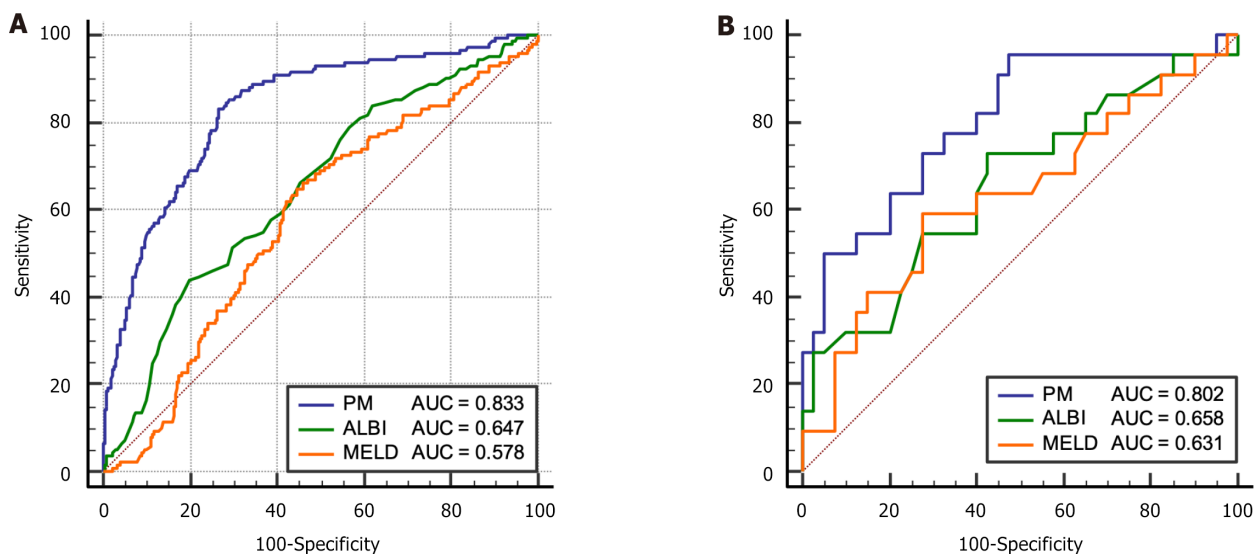 A
100
80
60
40
20
0
Sensitivity
0 20 40 60 80 100
100-Specificity
PM AUC = 0.833
ALBI AUC = 0.647
MELD AUC = 0.578
B
100
80
60
40
20
0
Sensitivity
0 20 40 60 80 100
100-Specificity
PM AUC = 0.802
ALBI AUC = 0.658
MELD AUC = 0.631